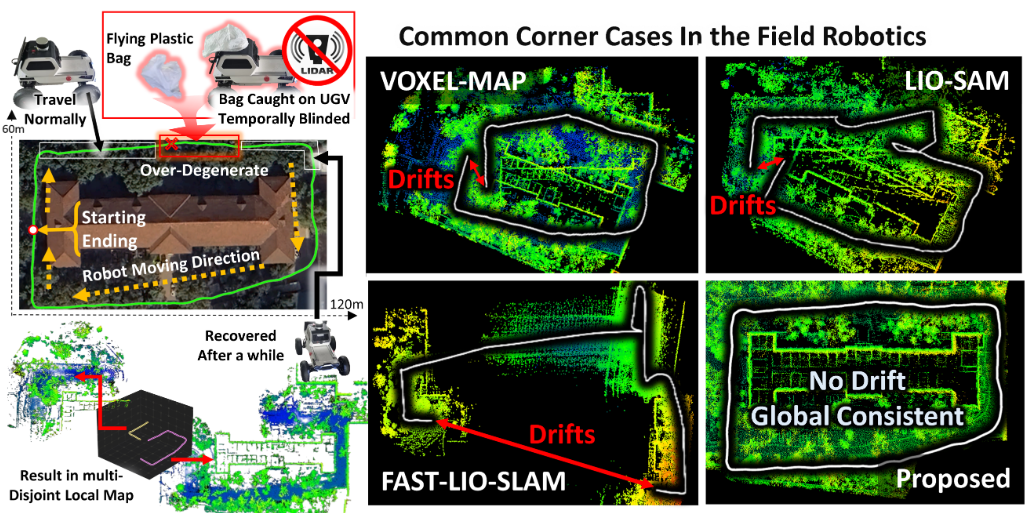 Common Corner Cases In the Field Robotics
Flying Plastic
Bag
LIDAR
Travel
Normally
Bag Caught on UGV
Temporally Blinded
60m
Over-Degenerate
Starting
Ending
Robot Moving Direction
120m
Recovered
After a while
Result in multi-
Disjoint Local Map
VOXEL-MAP
Drifts
LIO-SAM
Drifts
Drifts
FAST-LIO-SLAM
No Drift
Global Consistent
Proposed